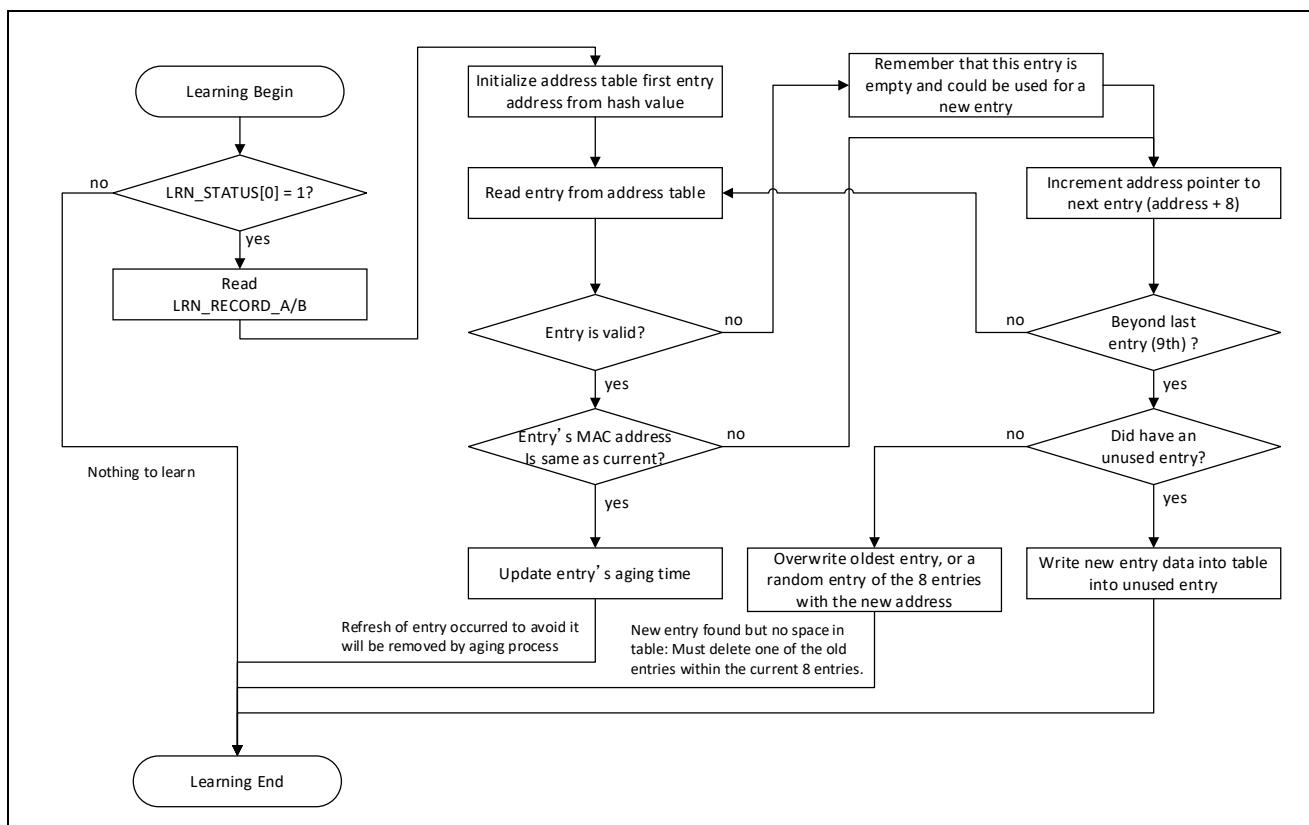 Learning Begin
no
LRN_STATUS[0] = 1?
yes
Read
LRN_RECORD_A/B
Nothing to learn
Initialize address table first entry
address from hash value
Read entry from address table
Entry is valid?
no
yes
Entry’s MAC address
Is same as current?
no
yes
Update entry’s aging time
Refresh of entry occurred to avoid it
will be removed by aging process
Remember that this entry is
empty and could be used for a
new entry
Increment address pointer to
next entry (address + 8)
no
Beyond last
entry (9th) ?
yes
no
Did have an
unused entry?
yes
Overwrite oldest entry, or a
random entry of the 8 entries
with the new address
Write new entry data into table
into unused entry
New entry found but no space in
table: Must delete one of the old
entries within the current 8 entries.
Learning End